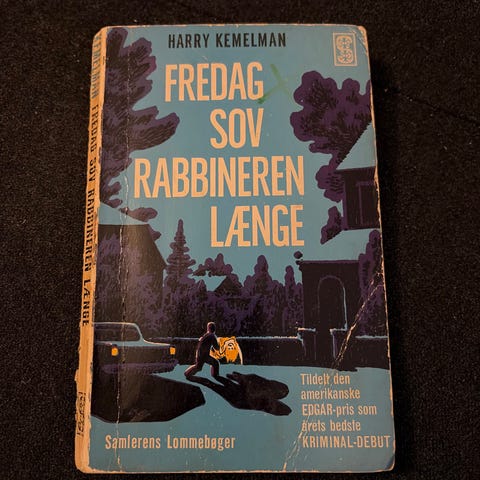 HARRY KEMELMAN
FREDAG
SOV
RABBINEREN
LÆNGE
Tildelt den
amerikanske
EDGAR-pris som
årets bedste
KRIMINAL-DEBUT
Samlerens Lommebøger
KEMELMAN FREDAG SOV RABBINEREN LÆNGE